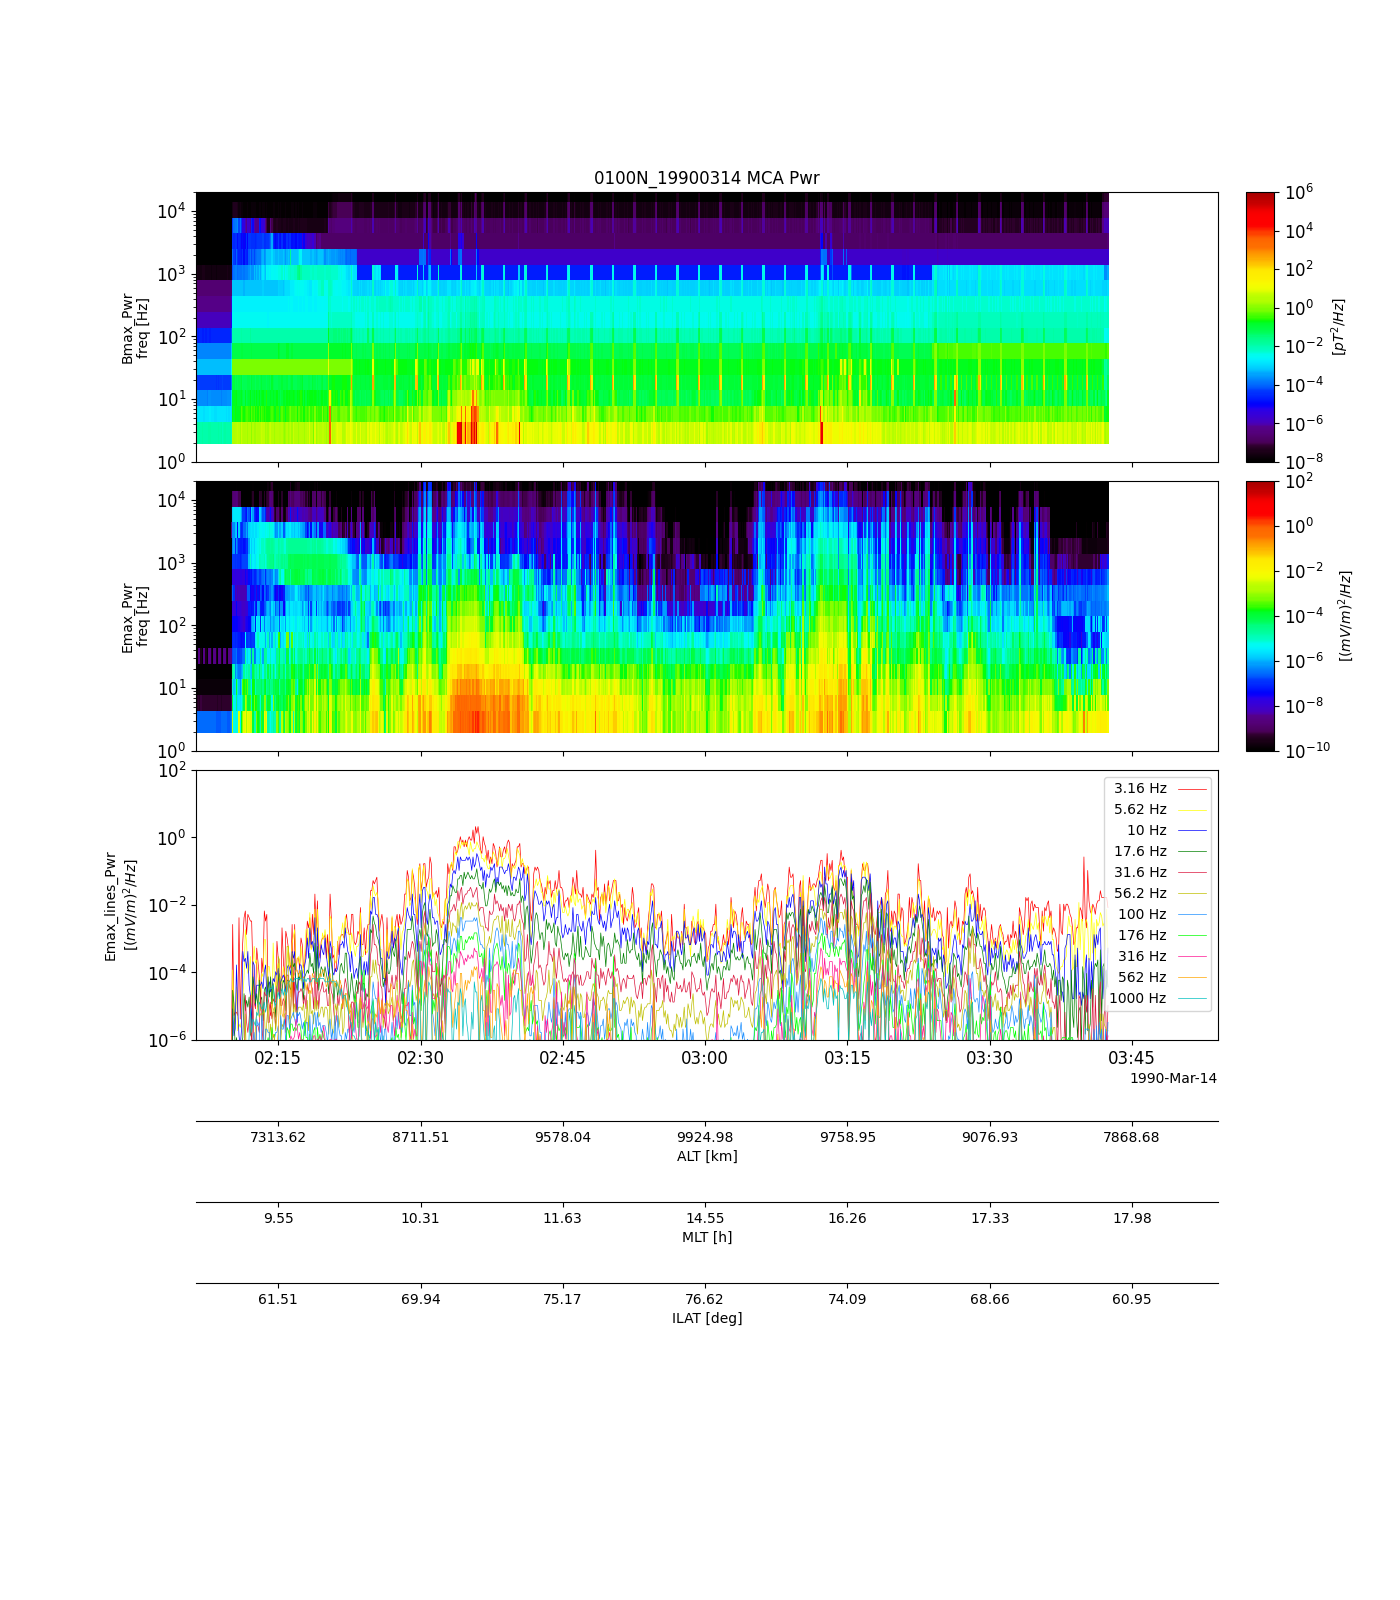 0100N_19900314 MCA Pwr
10^4
10^3
10^2
10^1
10^0
Bmax_Pwr
freq [Hz]
10^6
10^4
10^2
10^0
10^−2
10^−4
10^−6
10^−8
[pT^2/Hz]
10^4
10^3
10^2
10^1
10^0
Emax_Pwr
freq [Hz]
10^2
10^0
10^−2
10^−4
10^−6
10^−8
10^−10
[(mV/m)^2/Hz]
10^2
10^0
10^−2
10^−4
10^−6
Emax_lines_Pwr
[(mV/m)^2/Hz]
3.16 Hz
5.62 Hz
10 Hz
17.6 Hz
31.6 Hz
56.2 Hz
100 Hz
176 Hz
316 Hz
562 Hz
1000 Hz
02:15 02:30 02:45 03:00 03:15 03:30 03:45
1990-Mar-14
7313.62 8711.51 9578.04 9924.98 9758.95 9076.93 7868.68
ALT [km]
9.55 10.31 11.63 14.55 16.26 17.33 17.98
MLT [h]
61.51 69.94 75.17 76.62 74.09 68.66 60.95
ILAT [deg]